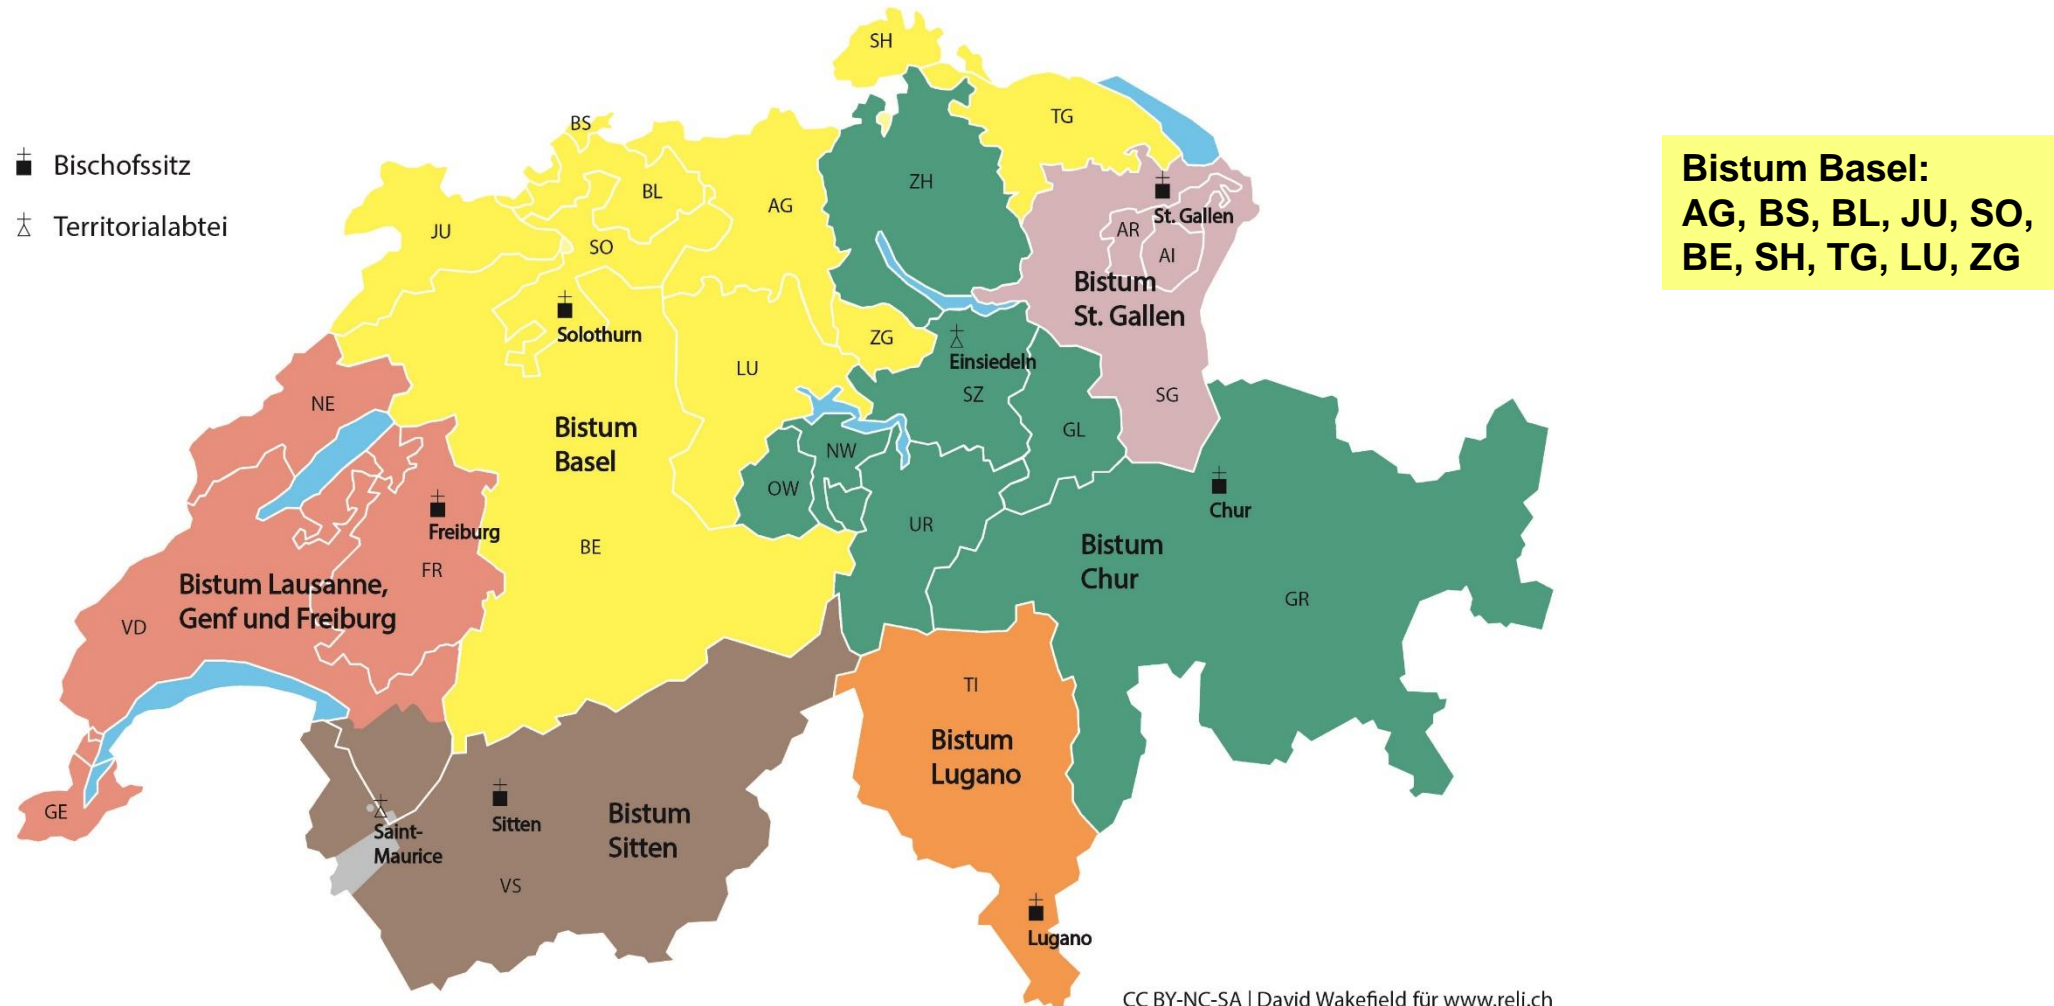 SH
BS
TG
Bischofssitz
Territorialabtei
BL
AG
ZH
JU
SO
St. Gallen
AR
AI
Bistum
St. Gallen
Solothurn
ZG
Einsiedeln
LU
SZ
SG
NE
GL
Bistum
Basel
NW
OW
Chur
Freiburg
UR
BE
FR
Bistum
Chur
Bistum Lausanne,
Genf und Freiburg
VD
GR
TI
Bistum
Lugano
GE
Saint-
Maurice
Sitten
Bistum
Sitten
VS
Lugano
CC BY-NC-SA | David Wakefield für www.reli.ch
Bistum Basel:
AG, BS, BL, JU, SO,
BE, SH, TG, LU, ZG